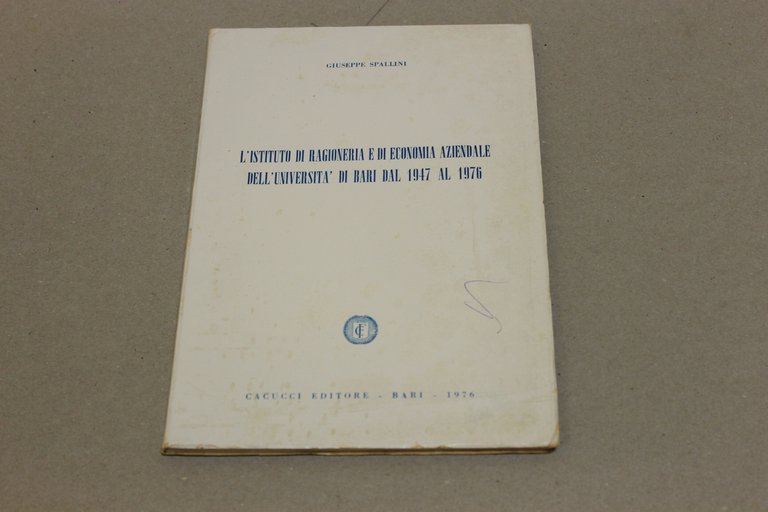 GIUSEPPE SPALLINI
L'ISTITUTO DI RAGIONERIA E DI ECONOMIA AZIENDALE
DELL'UNIVERSITA' DI BARI DAL 1947 AL 1976
CACUCCI EDITORE - BARI - 1976